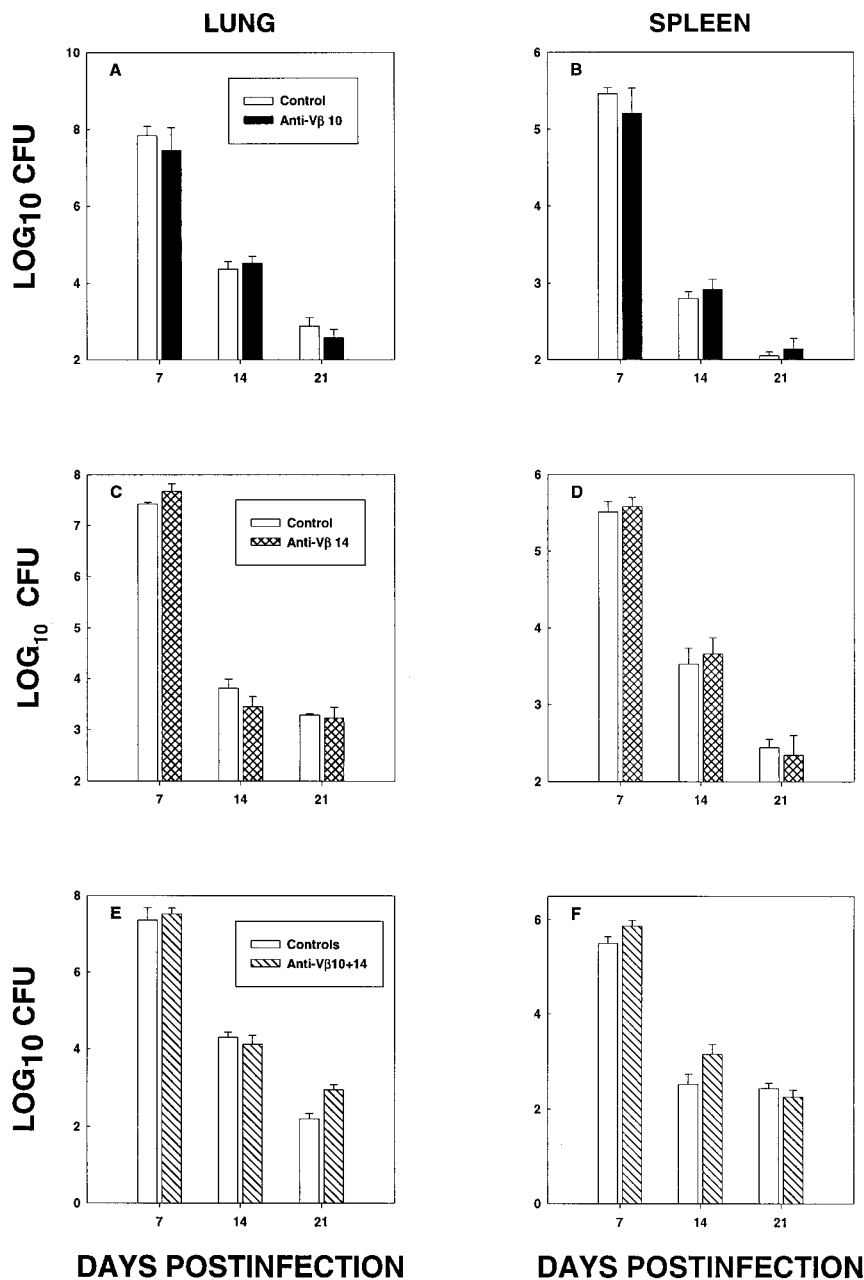 LUNG
SPLEEN
A
Control
Anti-Vβ 10
LOG10 CFU
10
8
6
4
2
7 14 21
B
6
5
4
3
2
7 14 21
C
Control
Anti-Vβ 14
LOG10 CFU
8
7
6
5
4
3
2
7 14 21
D
6
5
4
3
2
7 14 21
E
Controls
Anti-Vβ10+14
LOG10 CFU
8
6
4
2
0
7 14 21
F
6
4
2
0
7 14 21
DAYS POSTINFECTION
DAYS POSTINFECTION